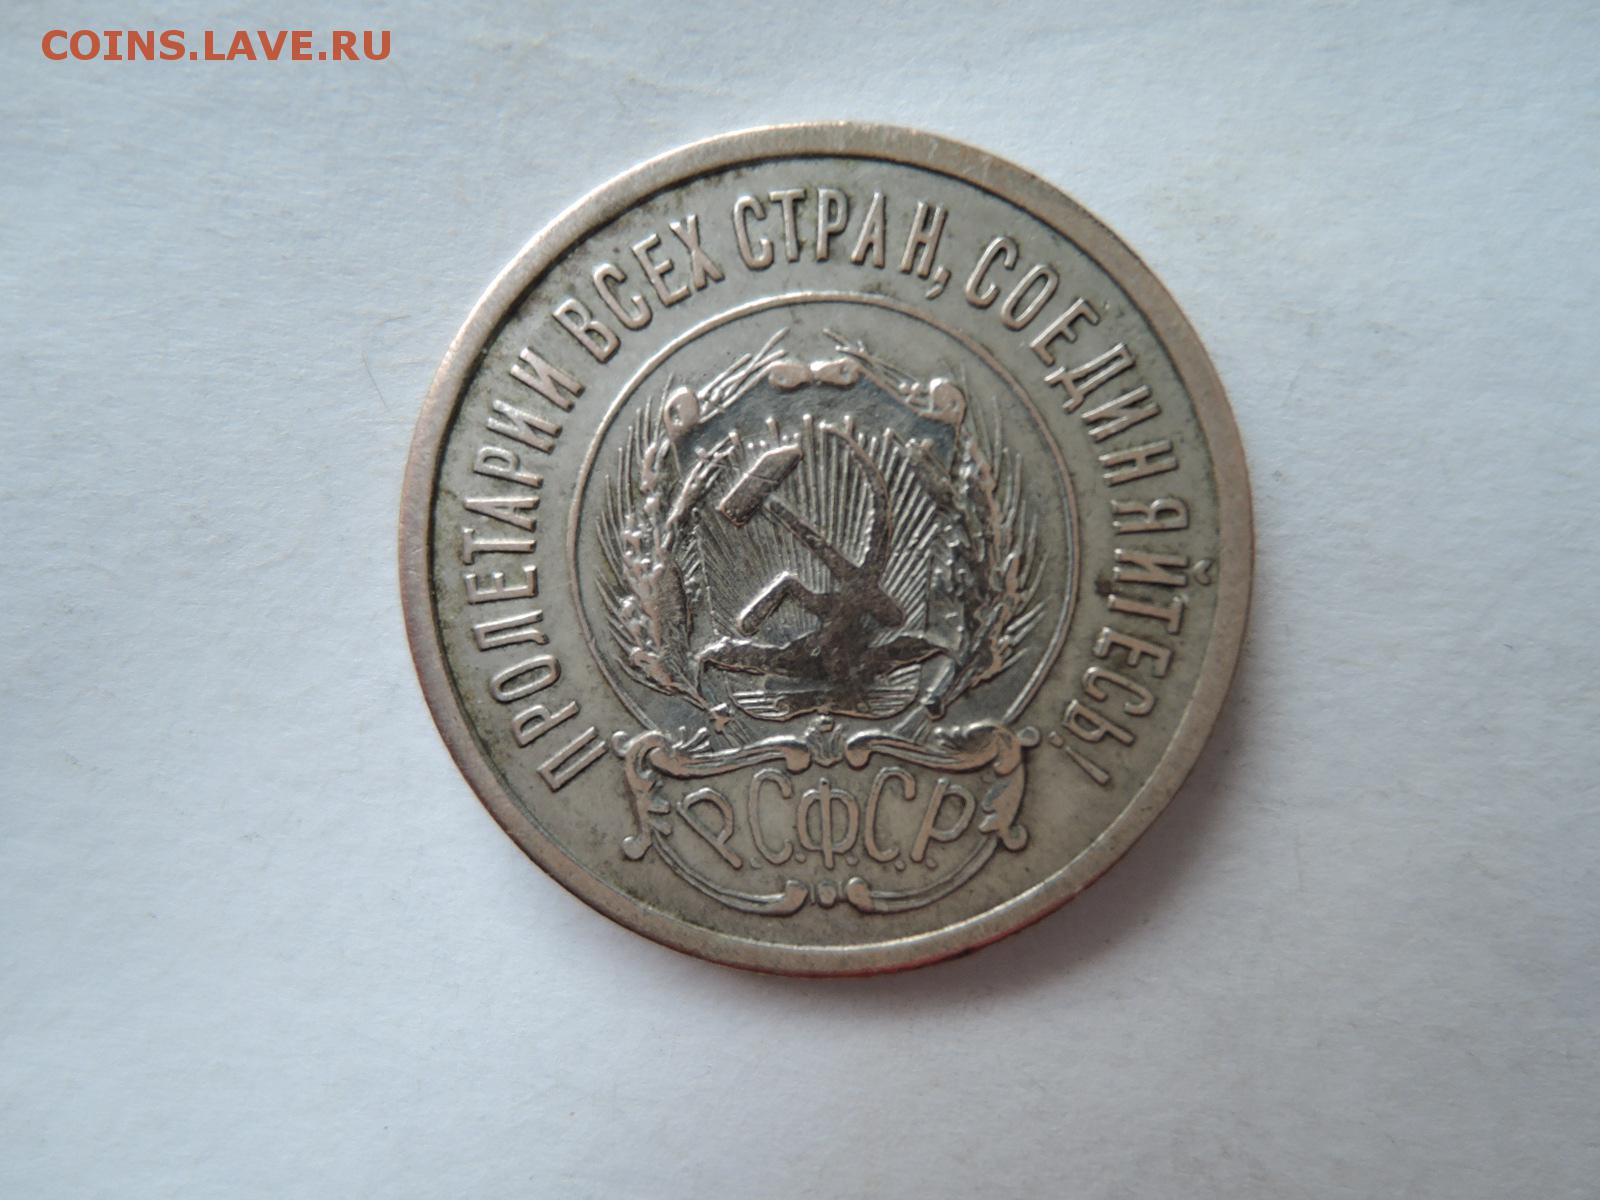 COINS.LAVE.RU
ПРОЛЕТАРИИ ВСЕХ СТРАН, СОЕДИНЯЙТЕСЬ!
Р.С.Ф.С.Р.